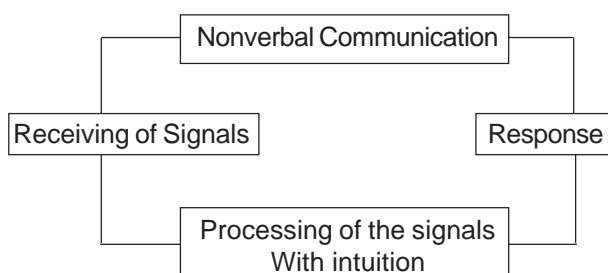 Nonverbal Communication
Receiving of Signals
Response
Processing of the signals
With intuition